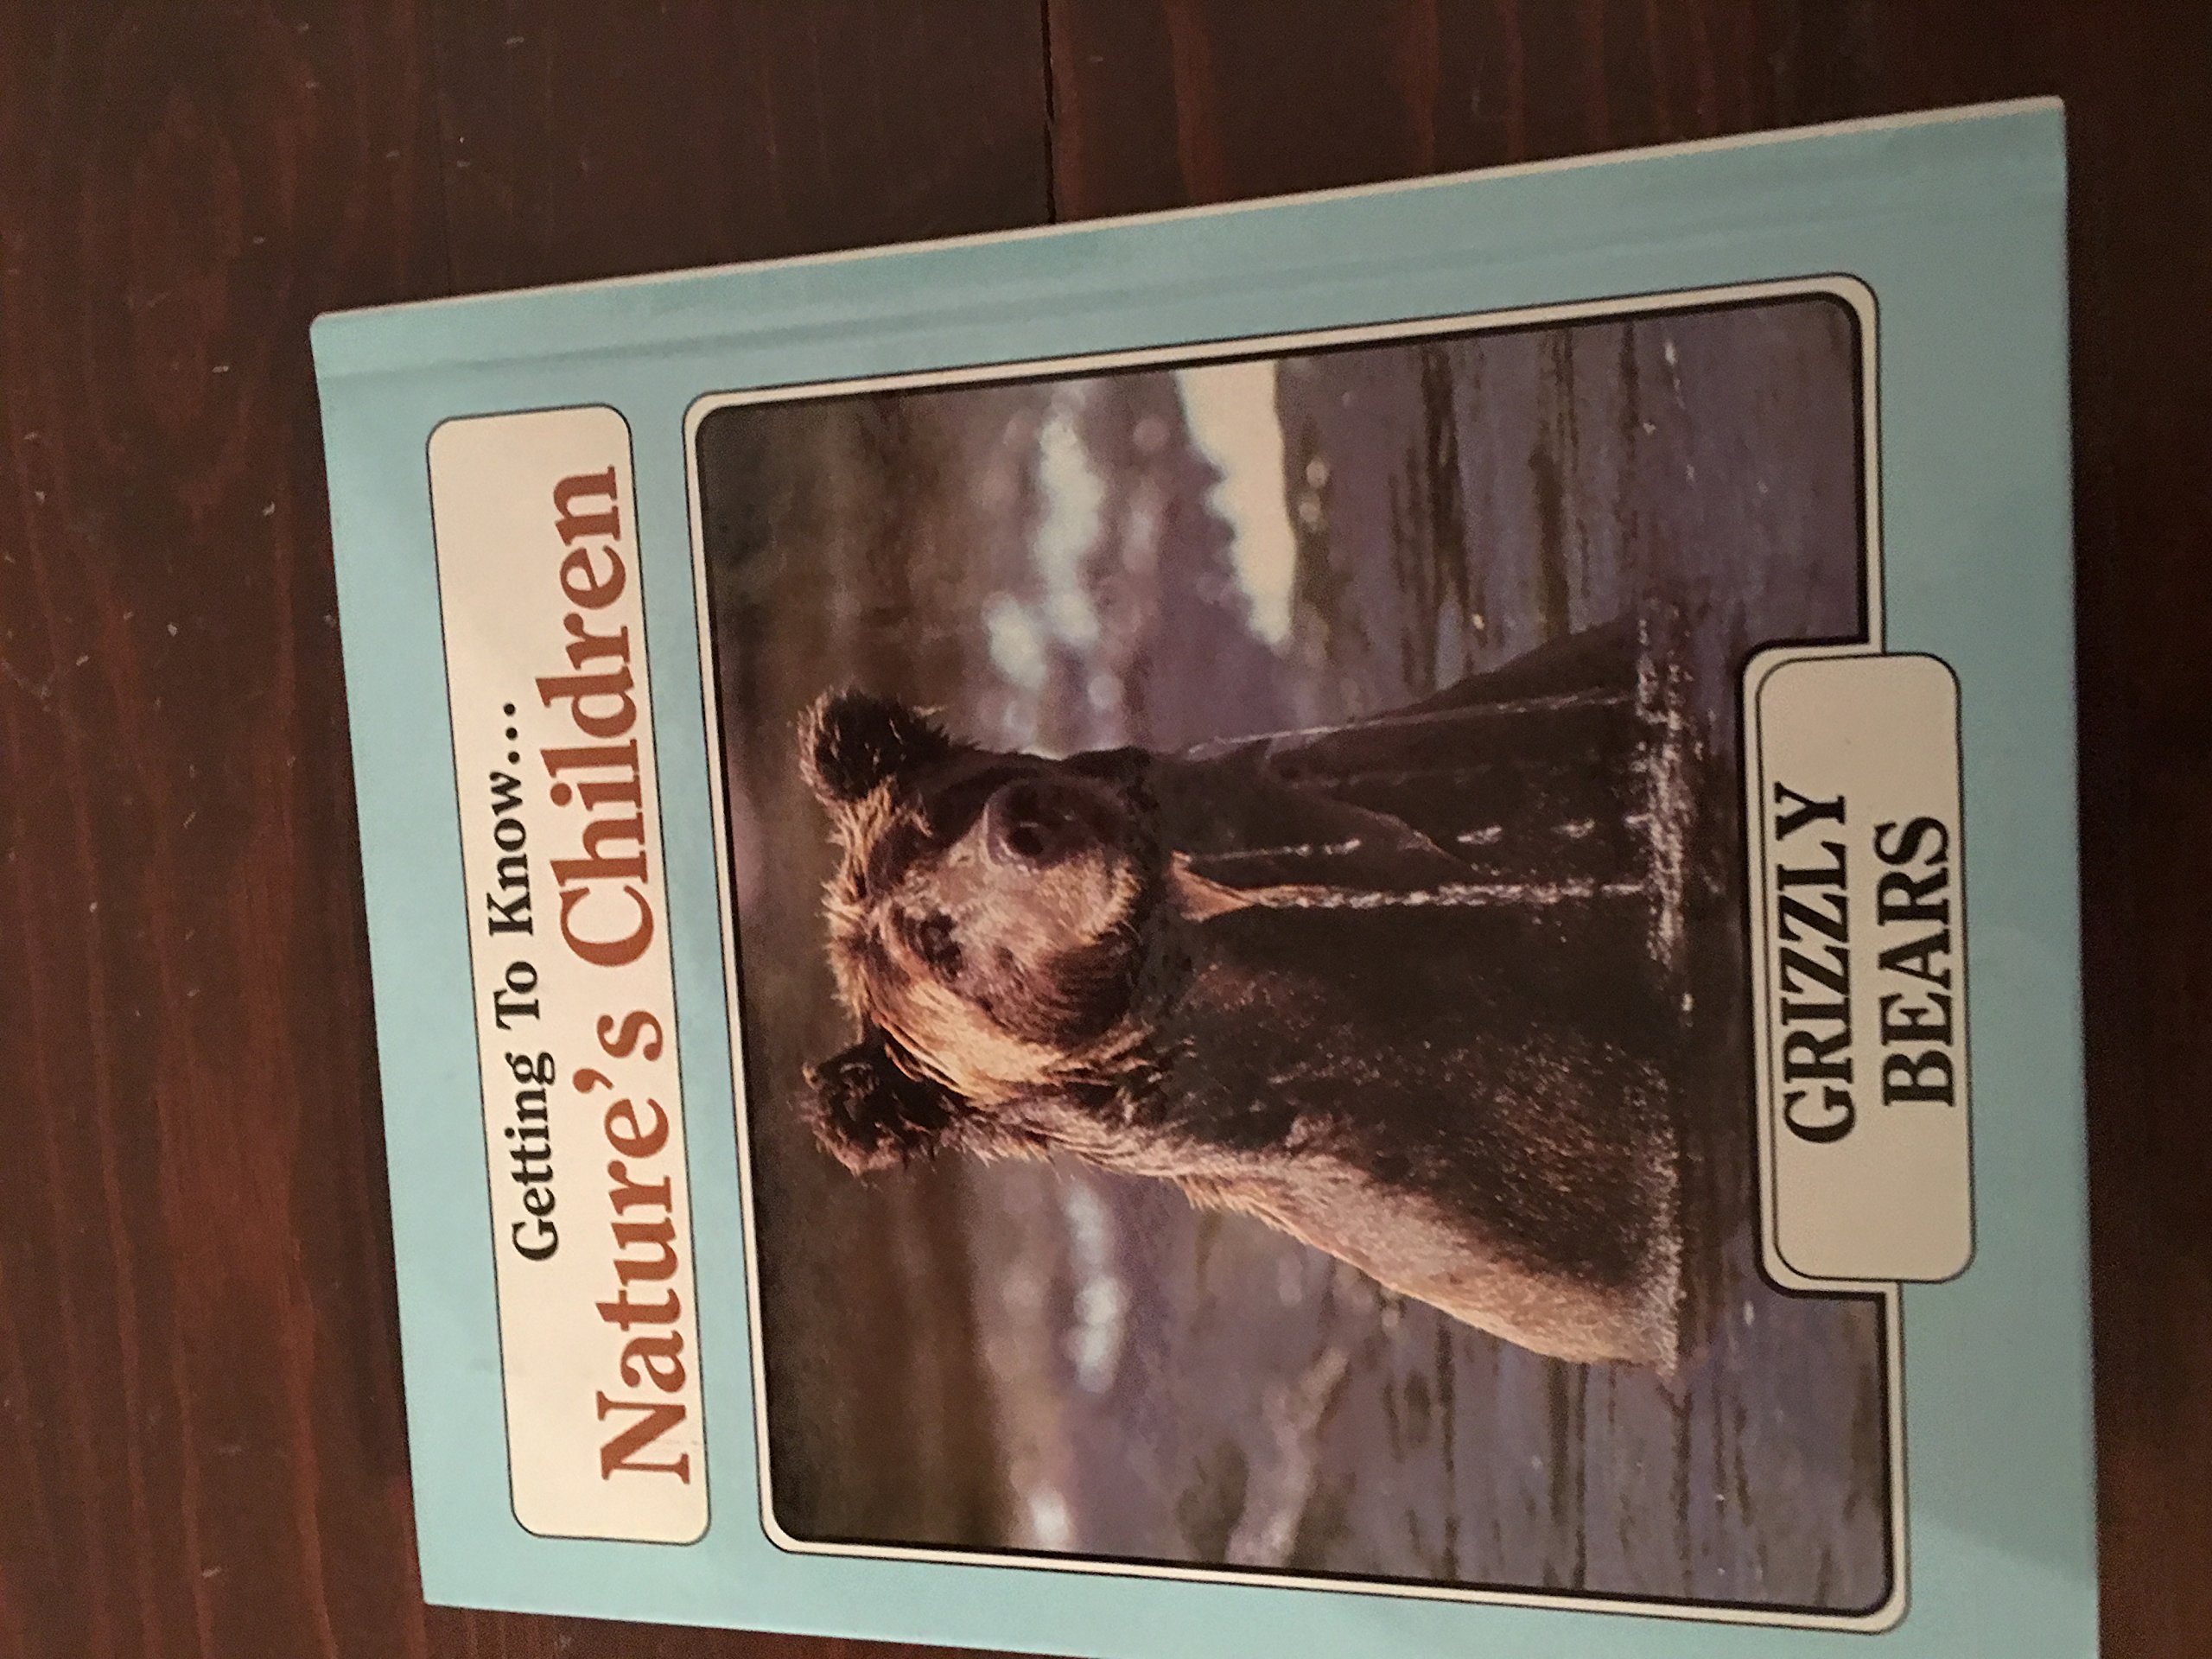 Getting To Know...
Nature's Children
GRIZZLY
BEARS